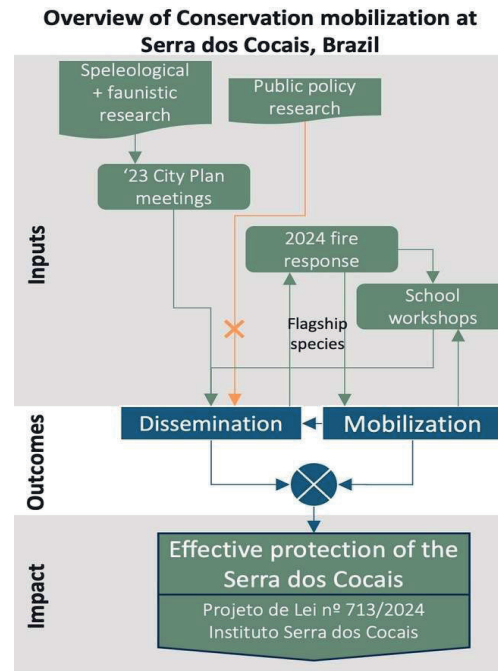 Overview of Conservation mobilization at
Serra dos Cocais, Brazil
Inputs
Speleological
+ faunistic
research
Public policy
research
‘23 City Plan
meetings
2024 fire
response
School
workshops
Flagship
species
Outcomes
Dissemination
Mobilization
Impact
Effective protection of the
Serra dos Cocais
Projeto de Lei nº 713/2024
Instituto Serra dos Cocais